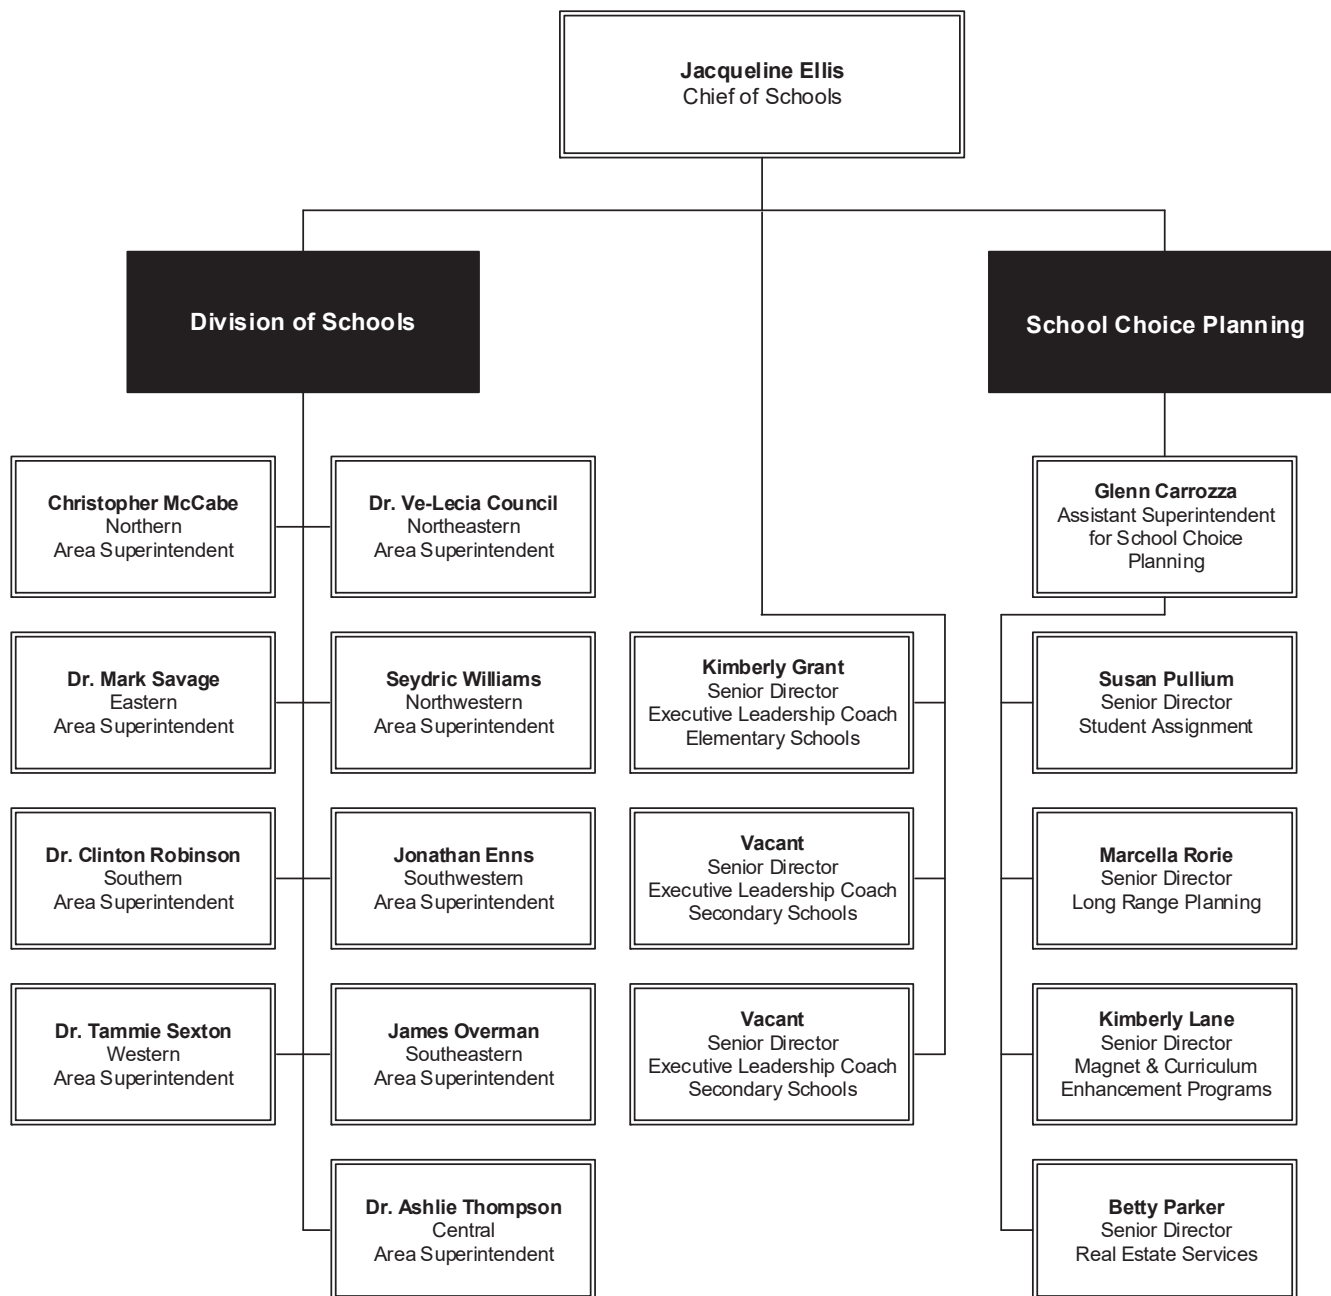 Jacqueline Ellis
Chief of Schools
Division of Schools
School Choice Planning
Christopher McCabe
Northern
Area Superintendent
Dr. Ve-Lecia Council
Northeastern
Area Superintendent
Dr. Mark Savage
Eastern
Area Superintendent
Seydric Williams
Northwestern
Area Superintendent
Dr. Clinton Robinson
Southern
Area Superintendent
Jonathan Enns
Southwestern
Area Superintendent
Dr. Tammie Sexton
Western
Area Superintendent
James Overman
Southeastern
Area Superintendent
Dr. Ashlie Thompson
Central
Area Superintendent
Kimberly Grant
Senior Director
Executive Leadership Coach
Elementary Schools
Vacant
Senior Director
Executive Leadership Coach
Secondary Schools
Vacant
Senior Director
Executive Leadership Coach
Secondary Schools
Glenn Carrozza
Assistant Superintendent
for School Choice
Planning
Susan Pullium
Senior Director
Student Assignment
Marcella Rorie
Senior Director
Long Range Planning
Kimberly Lane
Senior Director
Magnet & Curriculum
Enhancement Programs
Betty Parker
Senior Director
Real Estate Services